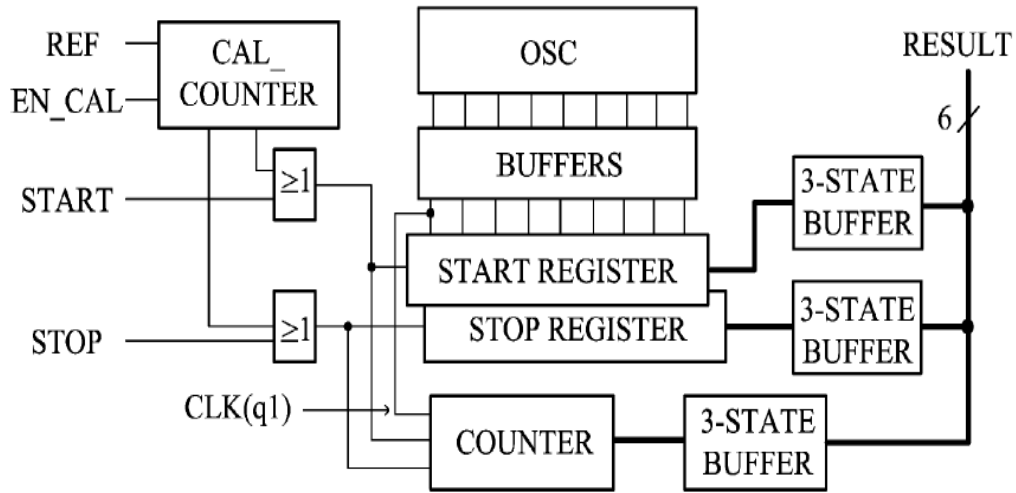 REF
EN_CAL
CAL_
COUNTER
OSC
RESULT
6
BUFFERS
≥1
START
3-STATE
BUFFER
START REGISTER
STOP REGISTER
3-STATE
BUFFER
≥1
STOP
CLK(q1)
COUNTER
3-STATE
BUFFER